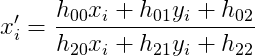 x'_i = \frac{h_{00}x_i + h_{01}y_i + h_{02}}{h_{20}x_i + h_{21}y_i + h_{22}}